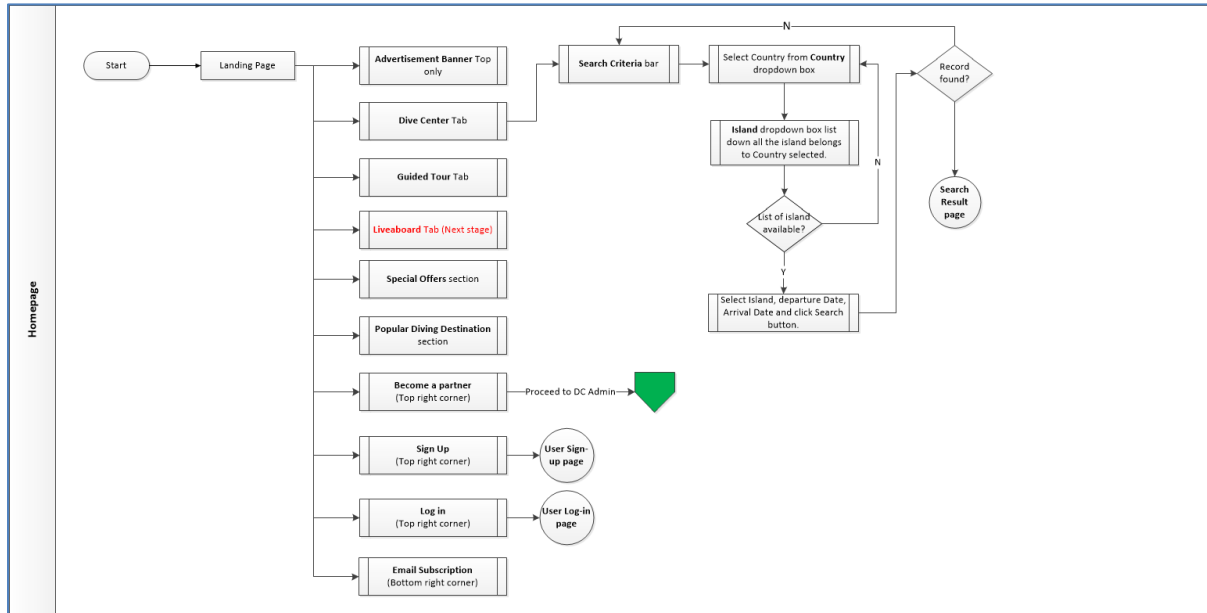 Homepage
Start
Landing Page
Advertisement Banner Top
only
Dive Center Tab
Guided Tour Tab
Liveaboard Tab (Next stage)
Special Offers section
Popular Diving Destination
section
Become a partner
(Top right corner)
Proceed to DC Admin
Sign Up
(Top right corner)
User Sign-
up page
Log in
(Top right corner)
User Log-in
page
Email Subscription
(Bottom right corner)
Search Criteria bar
Select Country from Country
dropdown box
Island dropdown box list
down all the island belongs
to Country selected.
List of island
available?
N
Y
Select Island, departure Date,
Arrival Date and click Search
button.
Record
found?
N
Search
Result
page